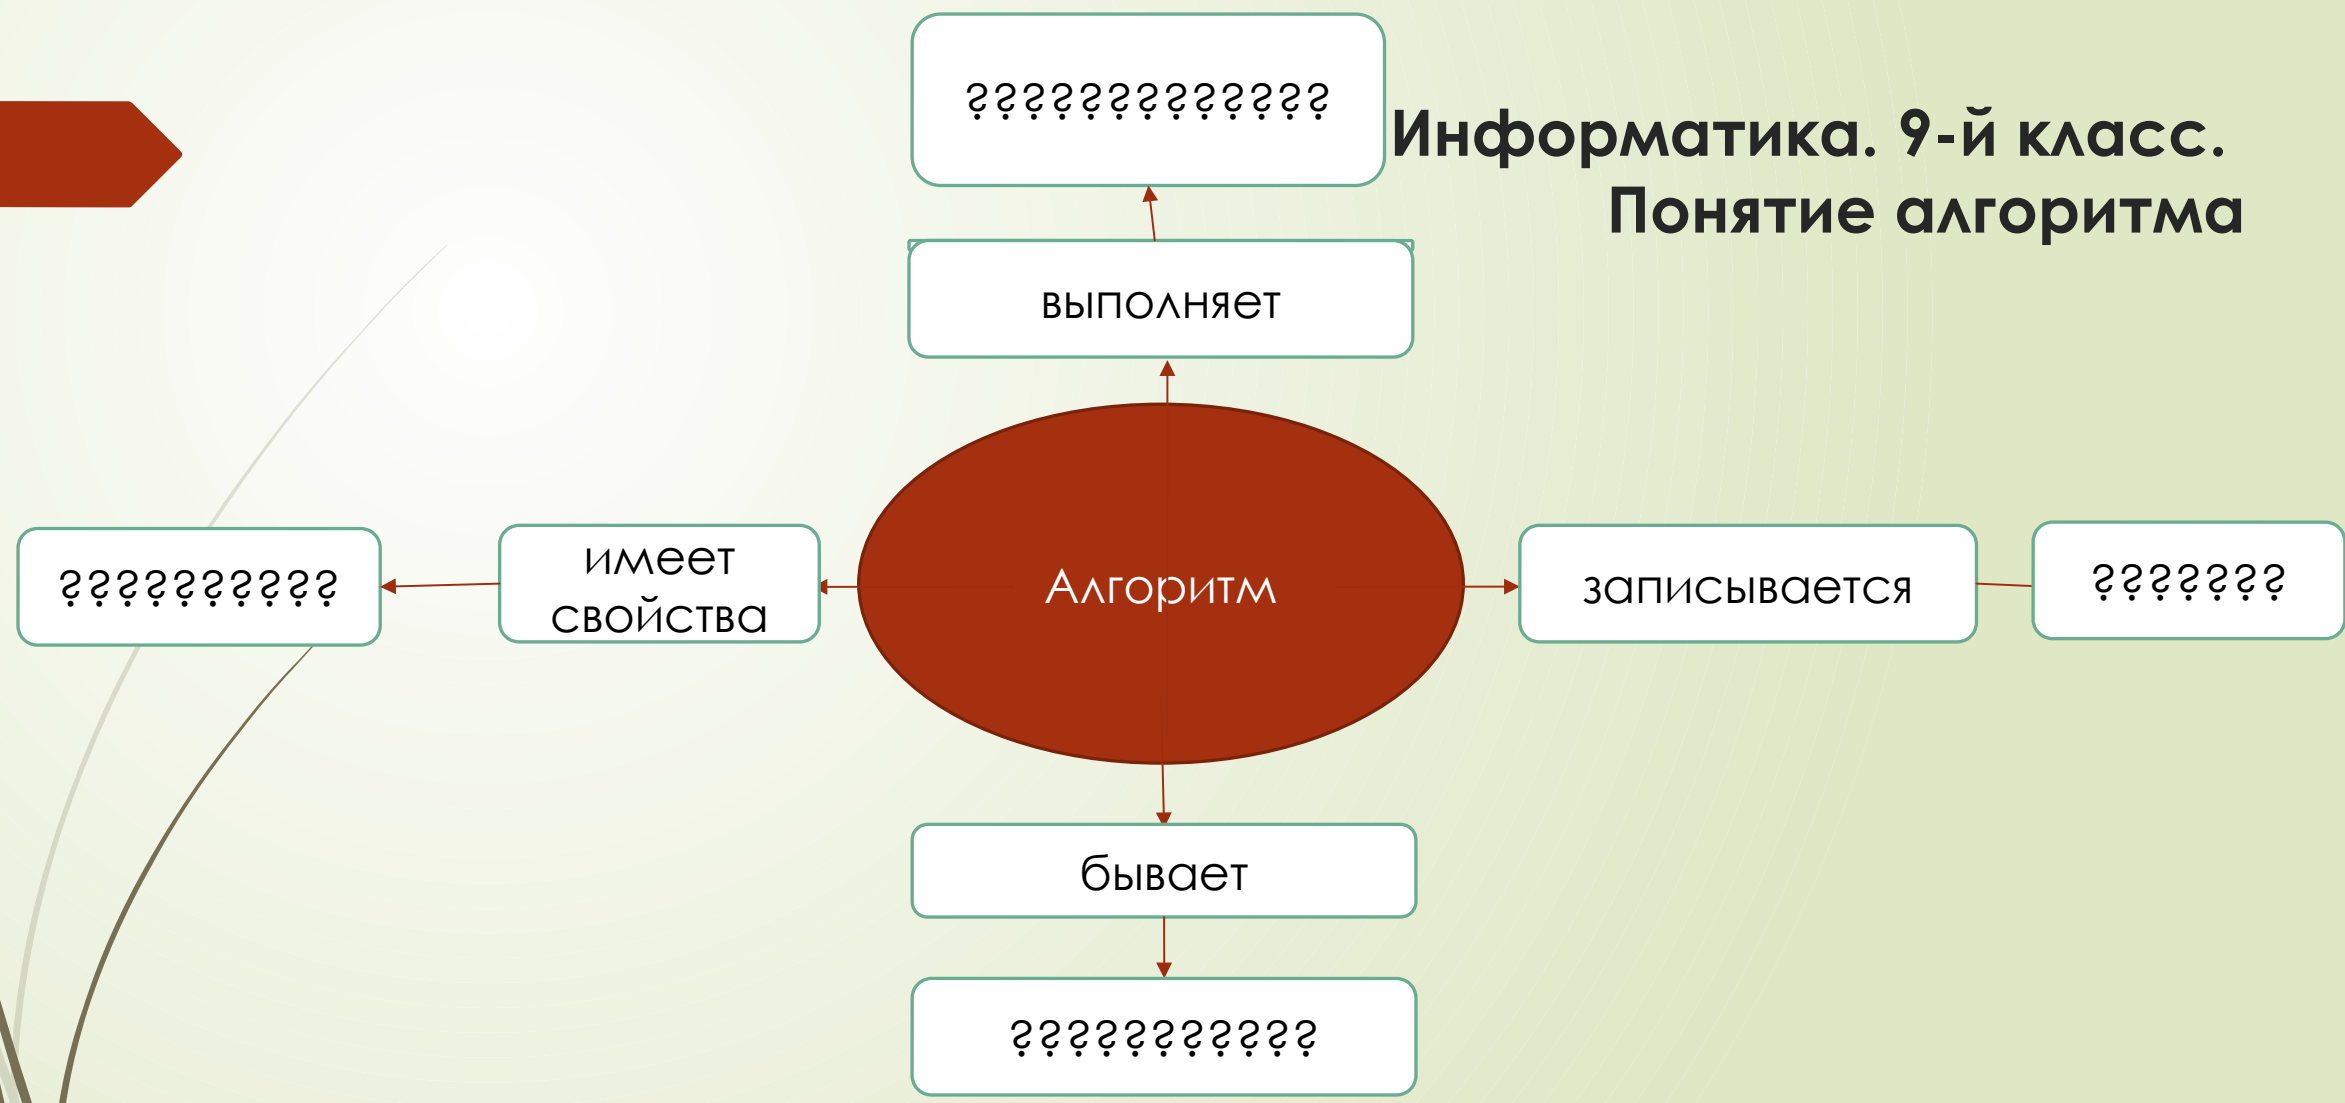 ?????????????
Информатика. 9-й класс.
Понятие алгоритма
выполняет
??????????
имеет
свойства
Алгоритм
записывается
???????
бывает
???????????